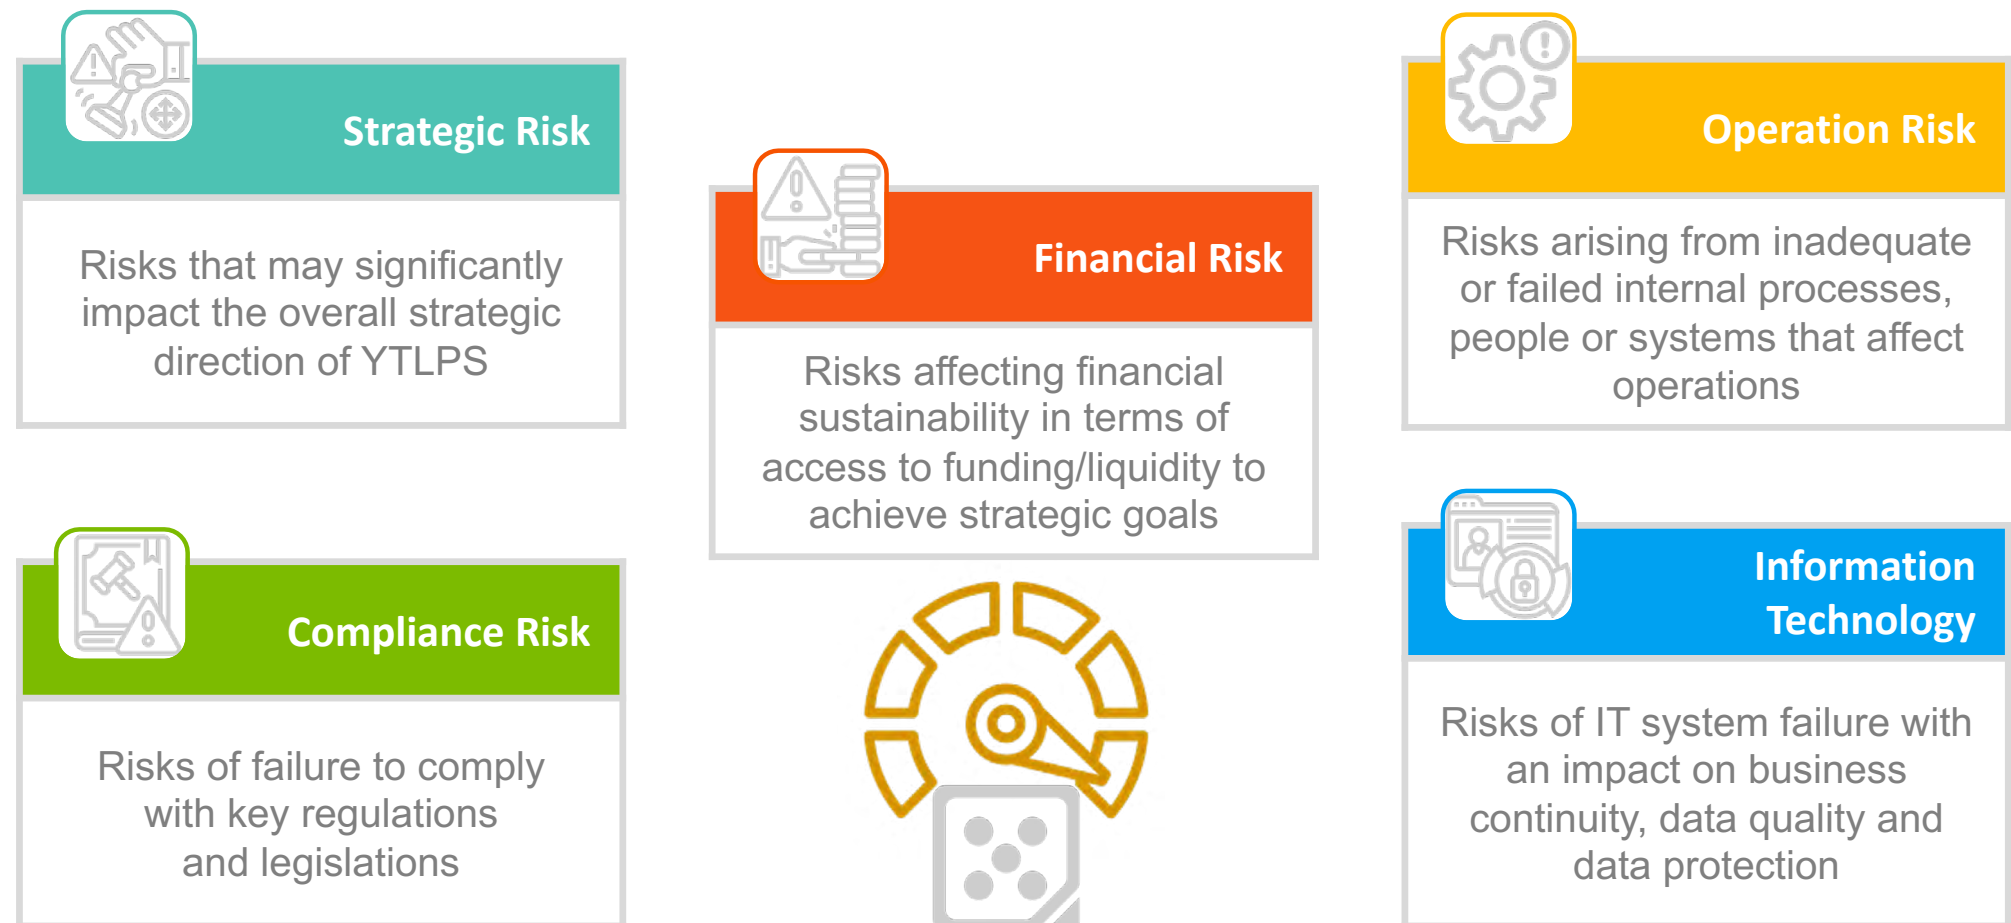 Strategic Risk
Risks that may significantly
impact the overall strategic
direction of YTLPS
Compliance Risk
Risks of failure to comply
with key regulations
and legislations
Financial Risk
Risks affecting financial
sustainability in terms of
access to funding/liquidity to
achieve strategic goals
Operation Risk
Risks arising from inadequate
or failed internal processes,
people or systems that affect
operations
Information
Technology
Risks of IT system failure with
an impact on business
continuity, data quality and
data protection